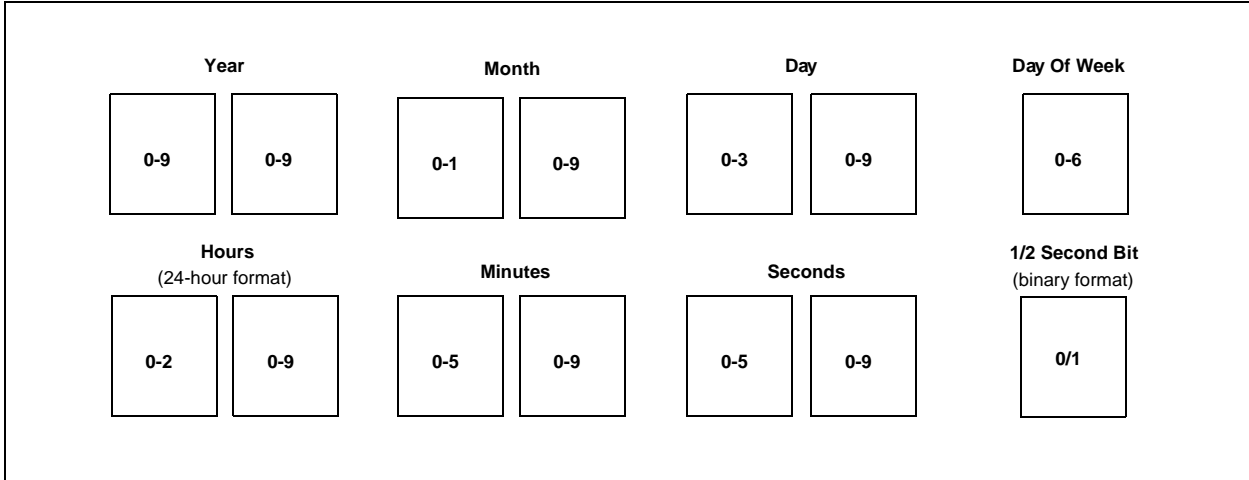 Year Month Day Day Of Week
0-9 0-9 0-1 0-9 0-3 0-9 0-6
Hours Minutes Seconds 1/2 Second Bit
(24-hour format) (binary format)
0-2 0-9 0-5 0-9 0-5 0-9 0/1